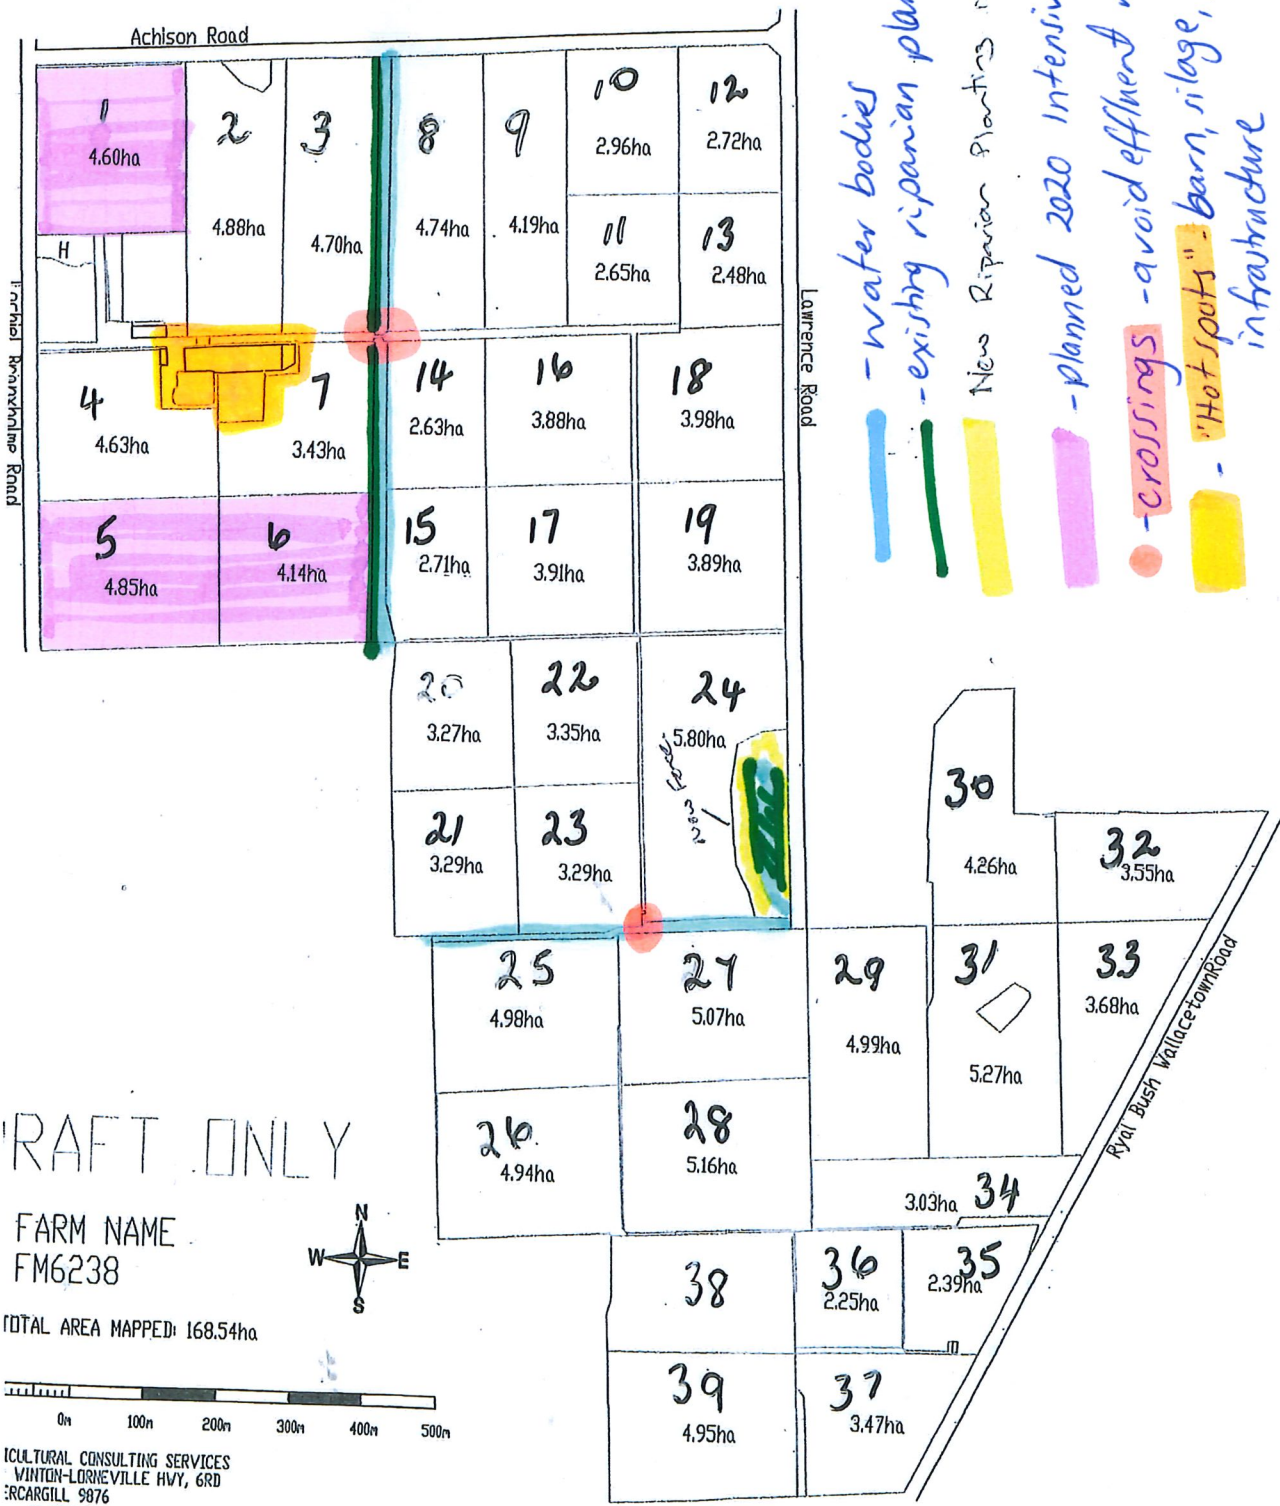 Achison Road
Lawrence Road
Road
Ryal Bush WallacetownRoad
1
4.60ha
2
4.88ha
3
4.70ha
8
4.74ha
9
4.19ha
10
2.96ha
12
2.72ha
11
2.65ha
13
2.48ha
H
4
4.63ha
7
3.43ha
14
2.63ha
16
3.88ha
18
3.98ha
5
4.85ha
6
4.14ha
15
2.71ha
17
3.91ha
19
3.89ha
20
3.27ha
22
3.35ha
24
5.80ha
New Fence
21
3.29ha
23
3.29ha
30
4.26ha
32
3.55ha
25
4.98ha
27
5.07ha
29
4.99ha
31
5.27ha
33
3.68ha
26
4.94ha
28
5.16ha
3.03ha 34
38
36
2.25ha
35
2.39ha
39
4.95ha
37
3.47ha
- water bodies
- existing riparian
New Riparian Planting
- planned 2020
- crossings - avoid effluent
- "Hot spots" - barn, silage,
infrastructure
ONLY
FARM NAME
FM6238
N
W
E
S
TOTAL AREA MAPPED: 168.54ha
0m 100m 200m 300m 400m 500m
CONSULTING SERVICES
WINTON-LORNEVILLE HWY, 6RD
9876